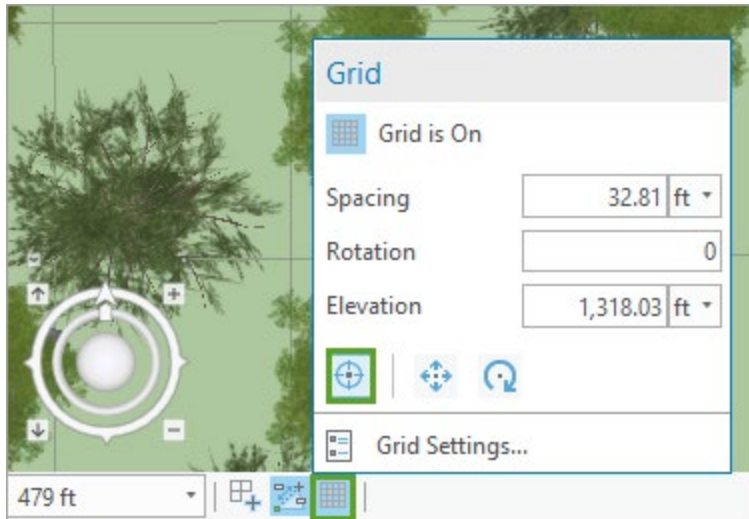 Grid
Grid is On
Spacing 32.81 ft
Rotation 0
Elevation 1,318.03 ft
Grid Settings...
479 ft